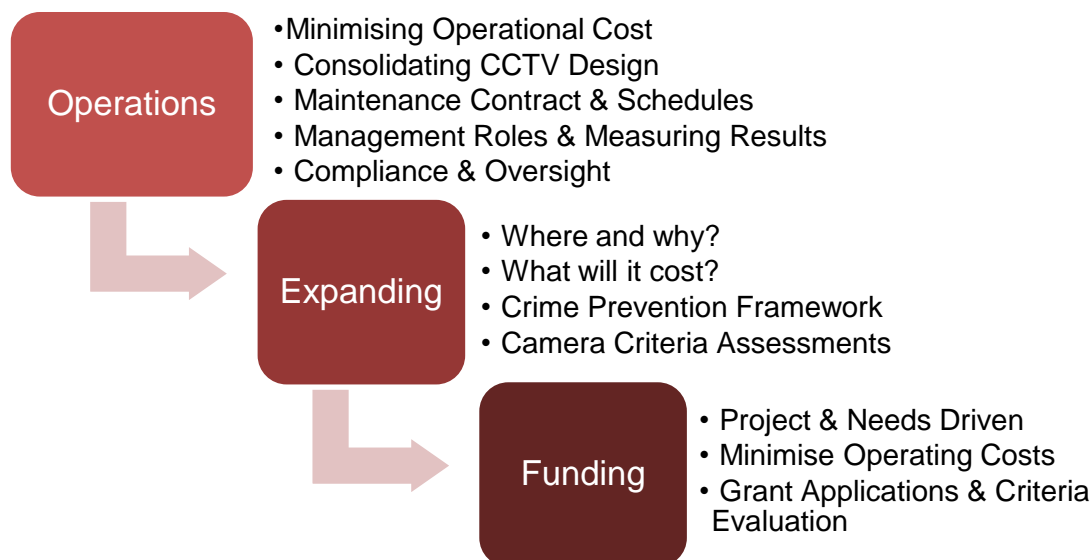 Operations
•Minimising Operational Cost
• Consolidating CCTV Design
• Maintenance Contract & Schedules
• Management Roles & Measuring Results
• Compliance & Oversight
Expanding
• Where and why?
• What will it cost?
• Crime Prevention Framework
• Camera Criteria Assessments
Funding
• Project & Needs Driven
• Minimise Operating Costs
• Grant Applications & Criteria
Evaluation